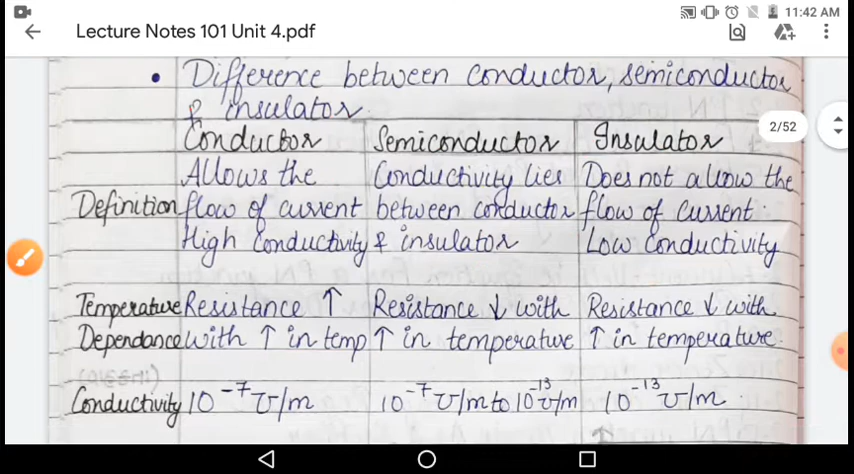 11:42 AM
Lecture Notes 101 Unit 4.pdf
• Difference between conductor, semiconductor
& insulator.
2/52
Conductor Semiconductor Insulator
Allows the Conductivity lies Does not allow the
Definition flow of current between conductor flow of current.
High conductivity & insulator Low conductivity
Temperature Resistance ↑ Resistance ↓ with Resistance ↓ with
Dependance with ↑ in temp ↑ in temperature ↑ in temperature.
Conductivity 10⁻⁷ ℧/m 10⁻⁷ ℧/m to 10⁻¹³ ℧/m 10⁻¹³ ℧/m